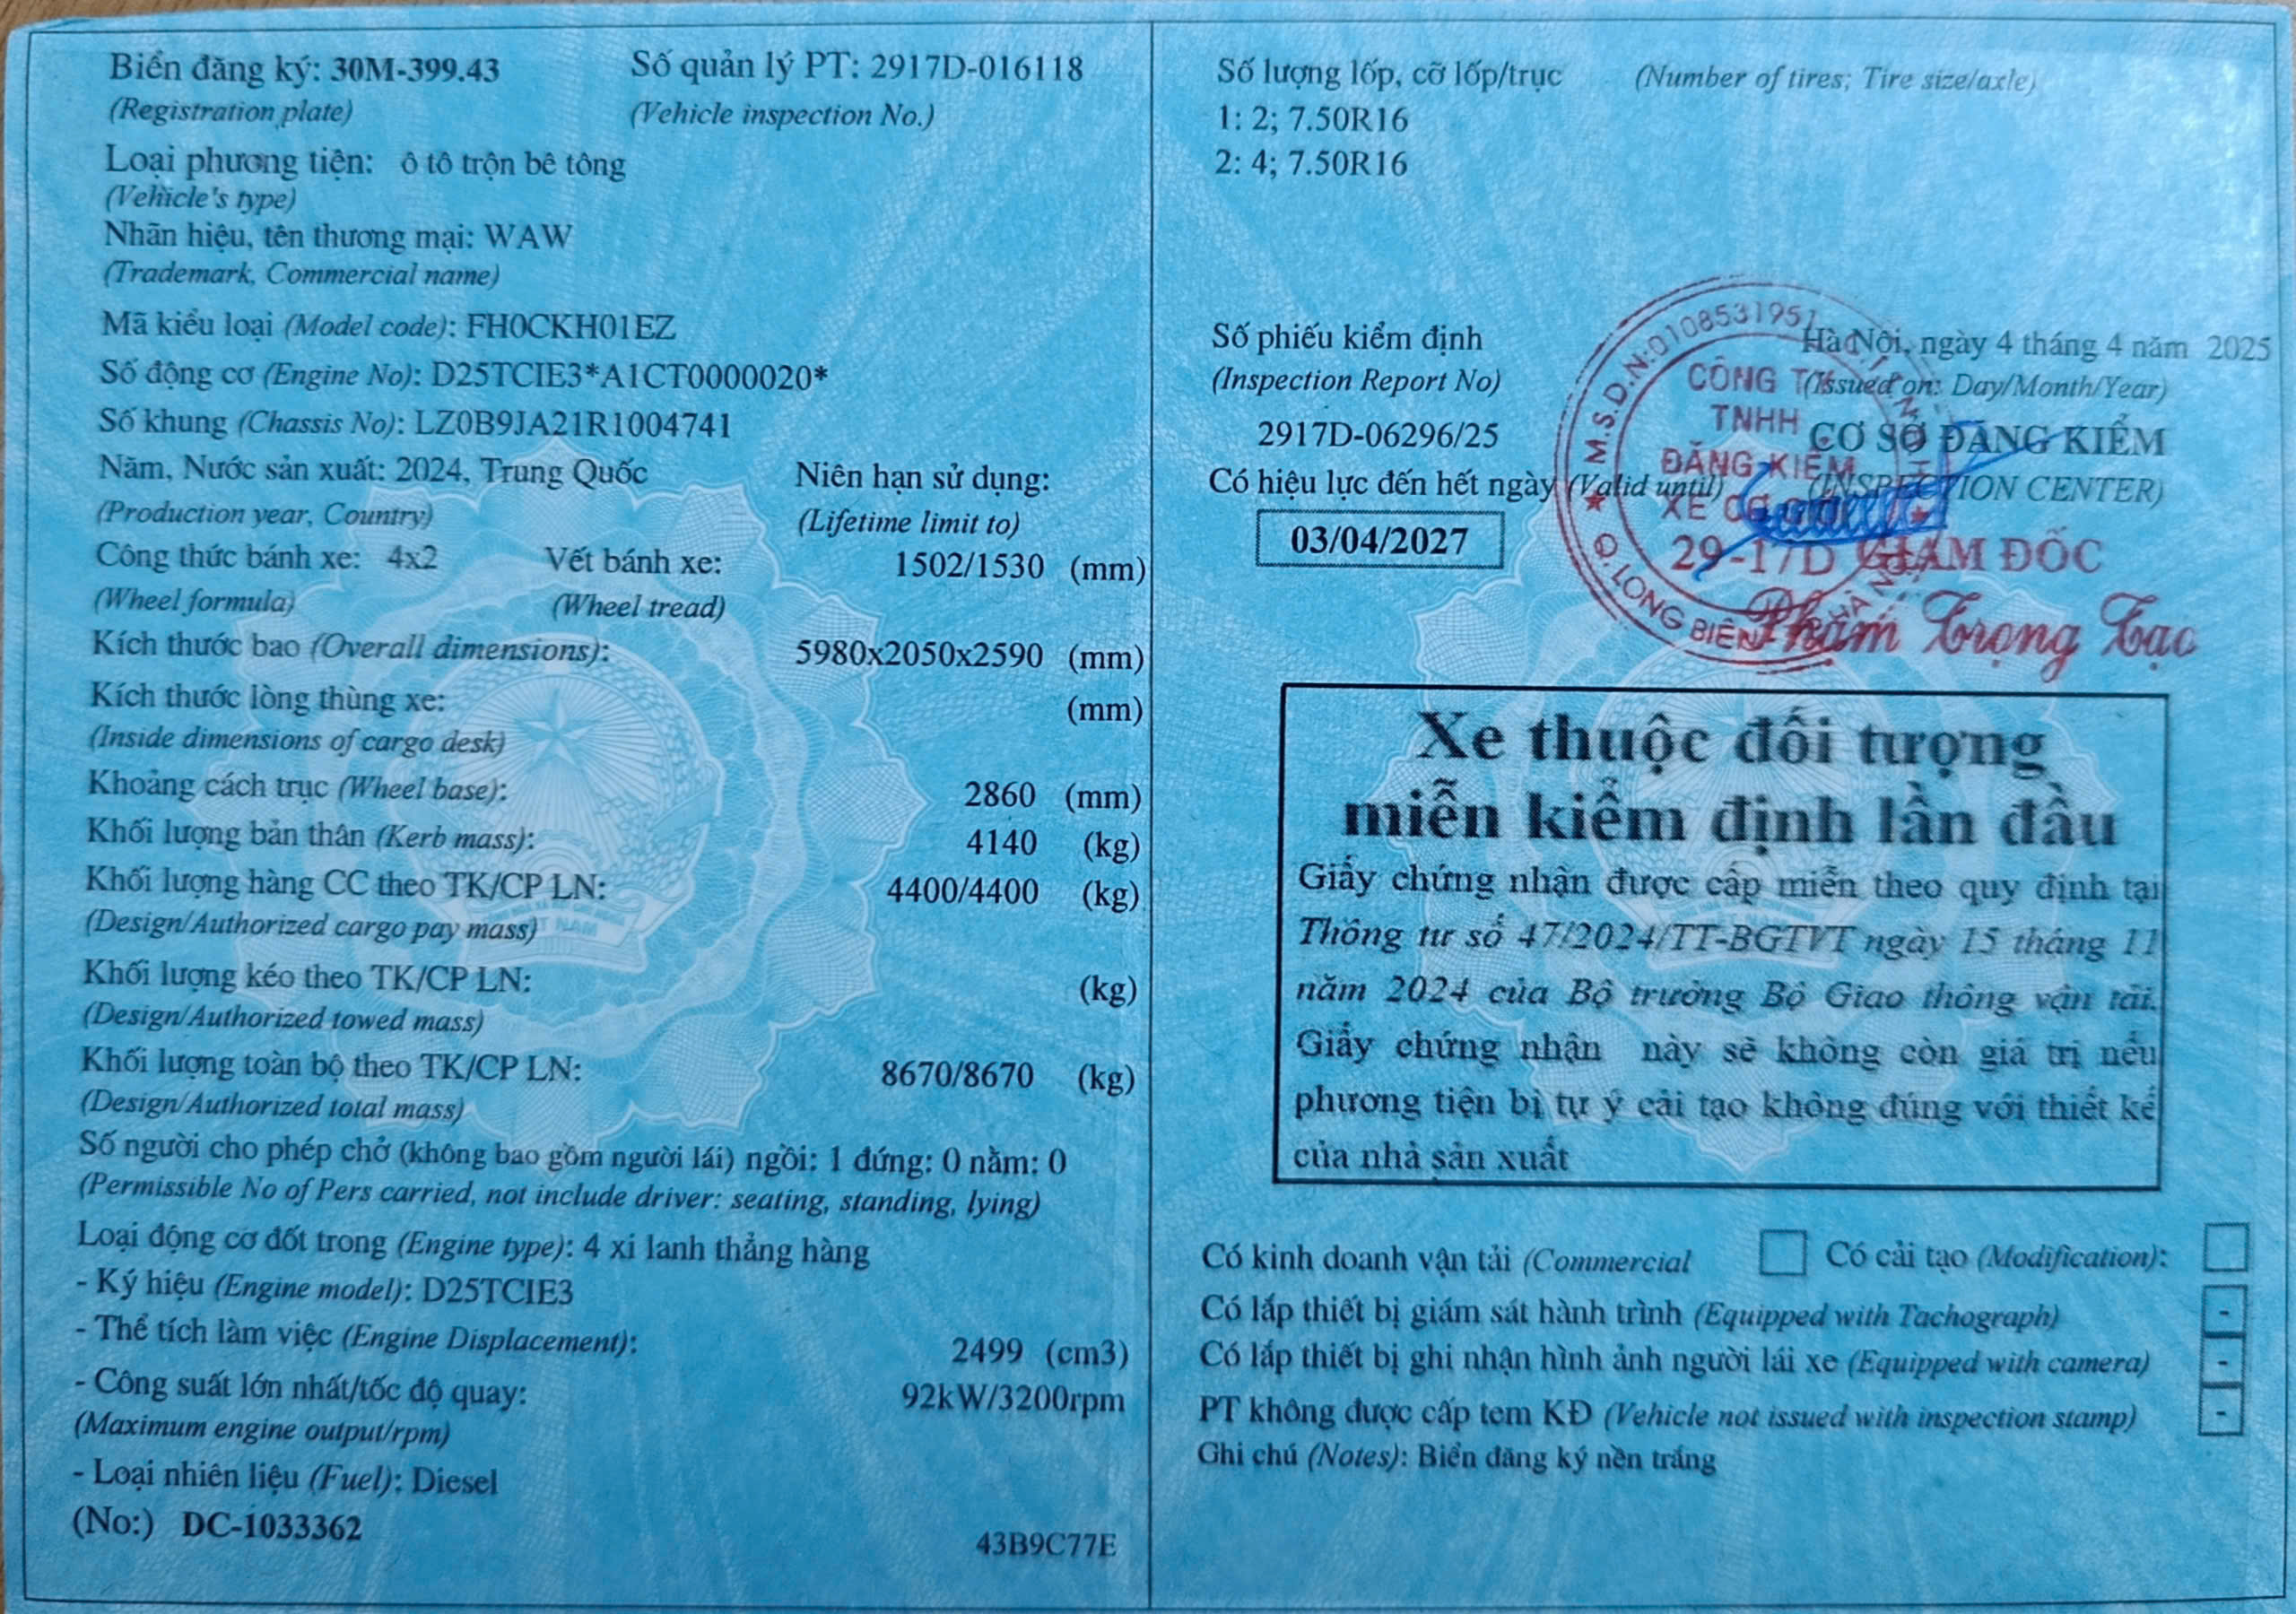 Biển đăng ký: 30M-399.43
Số quản lý PT: 2917D-016118
(Registration plate)
(Vehicle inspection No.)
Loại phương tiện: ô tô trộn bê tông
(Vehicle's type)
Nhãn hiệu, tên thương mại: WAW
(Trademark, Commercial name)
Mã kiểu loại (Model code): FH0CKH01EZ
Số động cơ (Engine No): D25TCIE3*A1CT0000020*
Số khung (Chassis No): LZ0B9JA21R1004741
Năm, Nước sản xuất: 2024, Trung Quốc
Niên hạn sử dụng:
(Production year, Country)
(Lifetime limit to)
Công thức bánh xe: 4x2
Vết bánh xe: 1502/1530 (mm)
(Wheel formula)
(Wheel tread)
Kích thước bao (Overall dimensions): 5980x2050x2590 (mm)
Kích thước lòng thùng xe: (mm)
(Inside dimensions of cargo desk)
Khoảng cách trục (Wheel base): 2860 (mm)
Khối lượng bản thân (Kerb mass): 4140 (kg)
Khối lượng hàng CC theo TK/CP LN: 4400/4400 (kg)
(Design/Authorized cargo pay mass)
Khối lượng kéo theo TK/CP LN: (kg)
(Design/Authorized towed mass)
Khối lượng toàn bộ theo TK/CP LN: 8670/8670 (kg)
(Design/Authorized total mass)
Số người cho phép chở (không bao gồm người lái) ngồi: 1 đứng: 0 nằm: 0
(Permissible No of Pers carried, not include driver: seating, standing, lying)
Loại động cơ đốt trong (Engine type): 4 xi lanh thẳng hàng
- Ký hiệu (Engine model): D25TCIE3
- Thể tích làm việc (Engine Displacement): 2499 (cm3)
- Công suất lớn nhất/tốc độ quay: 92kW/3200rpm
(Maximum engine output/rpm)
- Loại nhiên liệu (Fuel): Diesel
(No:) DC-1033362
43B9C77E
Số lượng lốp, cỡ lốp/trục (Number of tires; Tire size/axle)
1: 2; 7.50R16
2: 4; 7.50R16
Số phiếu kiểm định
Hà Nội, ngày 4 tháng 4 năm 2025
(Inspection Report No)
(Issued on: Day/Month/Year)
2917D-06296/25
CƠ SỞ ĐĂNG KIỂM
Có hiệu lực đến hết ngày (Valid until)
(INSPECTION CENTER)
03/04/2027
M.S.D.N:0108531951
CÔNG TY
TNHH
ĐĂNG KIỂM
XE CƠ GIỚI
29-17D
Q. LONG BIÊN
HÀ NỘI
GIÁM ĐỐC
Phạm Trọng Tạc
Xe thuộc đối tượng
miễn kiểm định lần đầu
Giấy chứng nhận được cấp miễn theo quy định tại
Thông tư số 47/2024/TT-BGTVT ngày 15 tháng 11
năm 2024 của Bộ trưởng Bộ Giao thông vận tải.
Giấy chứng nhận này sẽ không còn giá trị nếu
phương tiện bị tự ý cải tạo không đúng với thiết kế
của nhà sản xuất
Có kinh doanh vận tải (Commercial
Có cải tạo (Modification):
Có lắp thiết bị giám sát hành trình (Equipped with Tachograph) -
Có lắp thiết bị ghi nhận hình ảnh người lái xe (Equipped with camera) -
PT không được cấp tem KĐ (Vehicle not issued with inspection stamp) -
Ghi chú (Notes): Biển đăng ký nền trắng